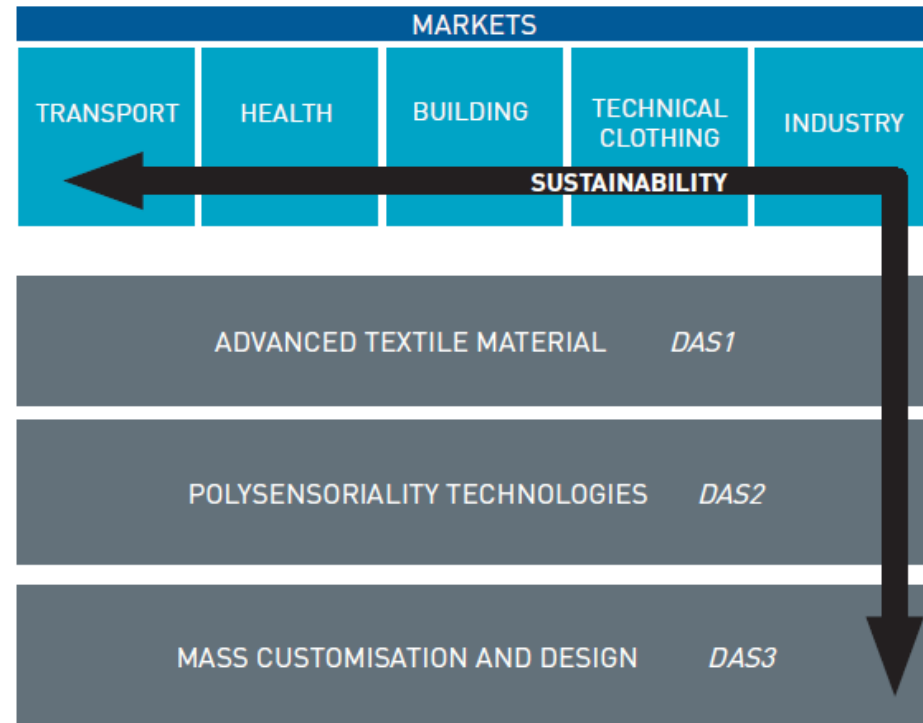 MARKETS
TRANSPORT
HEALTH
BUILDING
TECHNICAL
CLOTHING
INDUSTRY
SUSTAINABILITY
ADVANCED TEXTILE MATERIAL DAS1
POLYSENSORIALITY TECHNOLOGIES DAS2
MASS CUSTOMISATION AND DESIGN DAS3